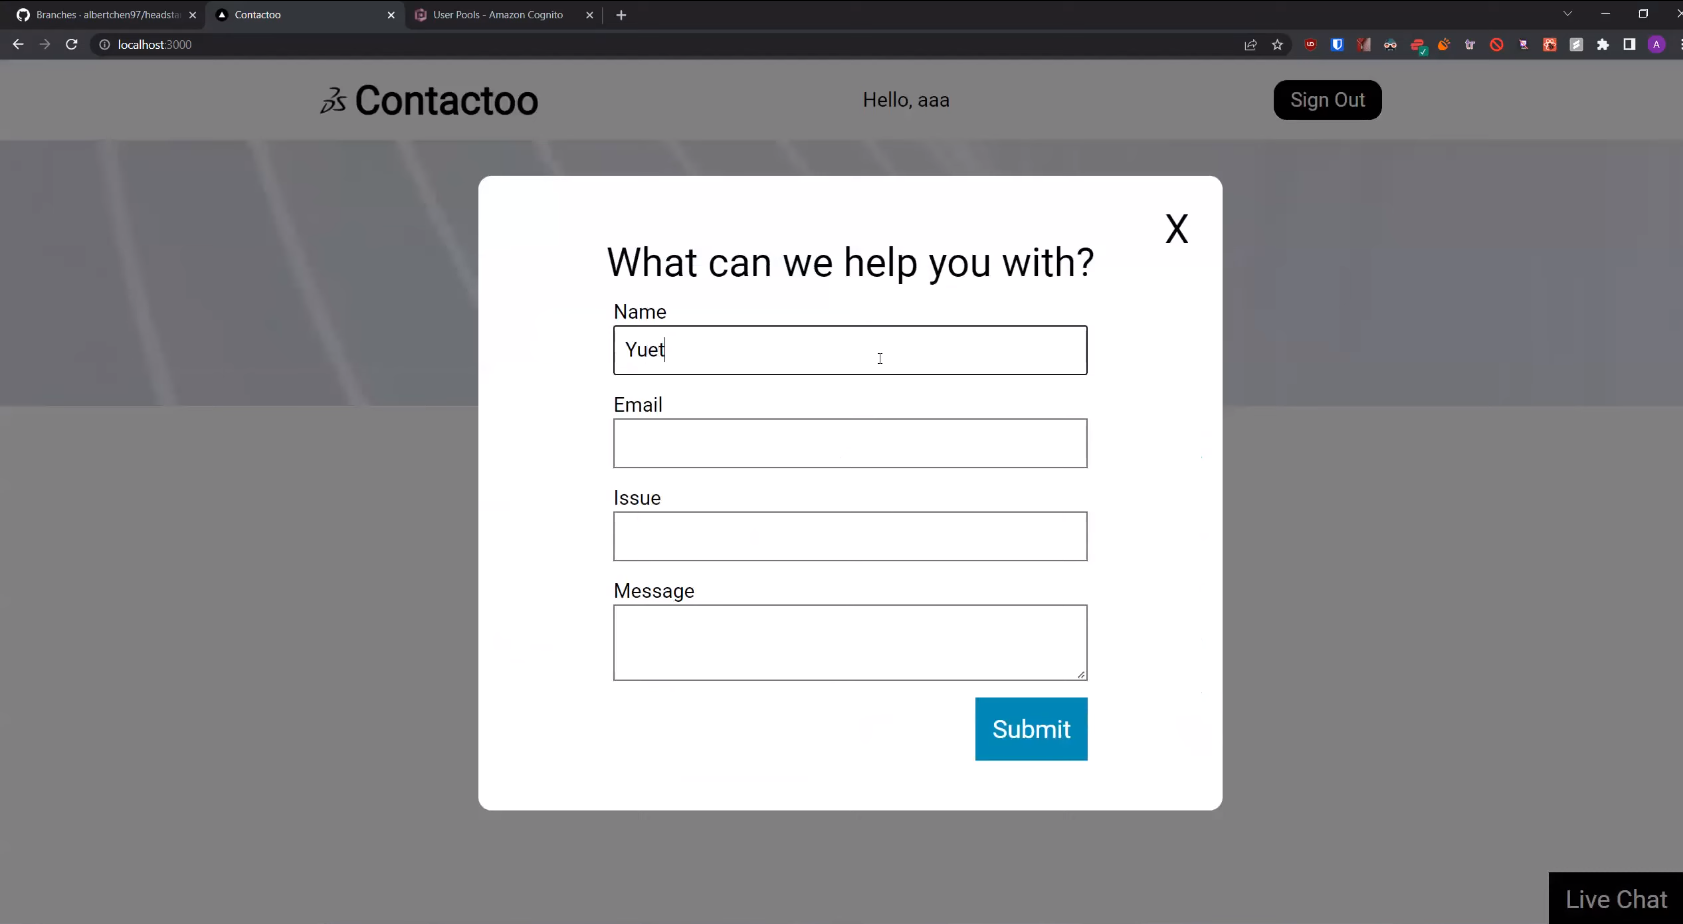 Branches · albertchen97/headsta
Contactoo
User Pools - Amazon Cognito
localhost:3000
Contactoo
Hello, aaa
Sign Out
X
What can we help you with?
Name
Yuet
Email
Issue
Message
Submit
Live Chat